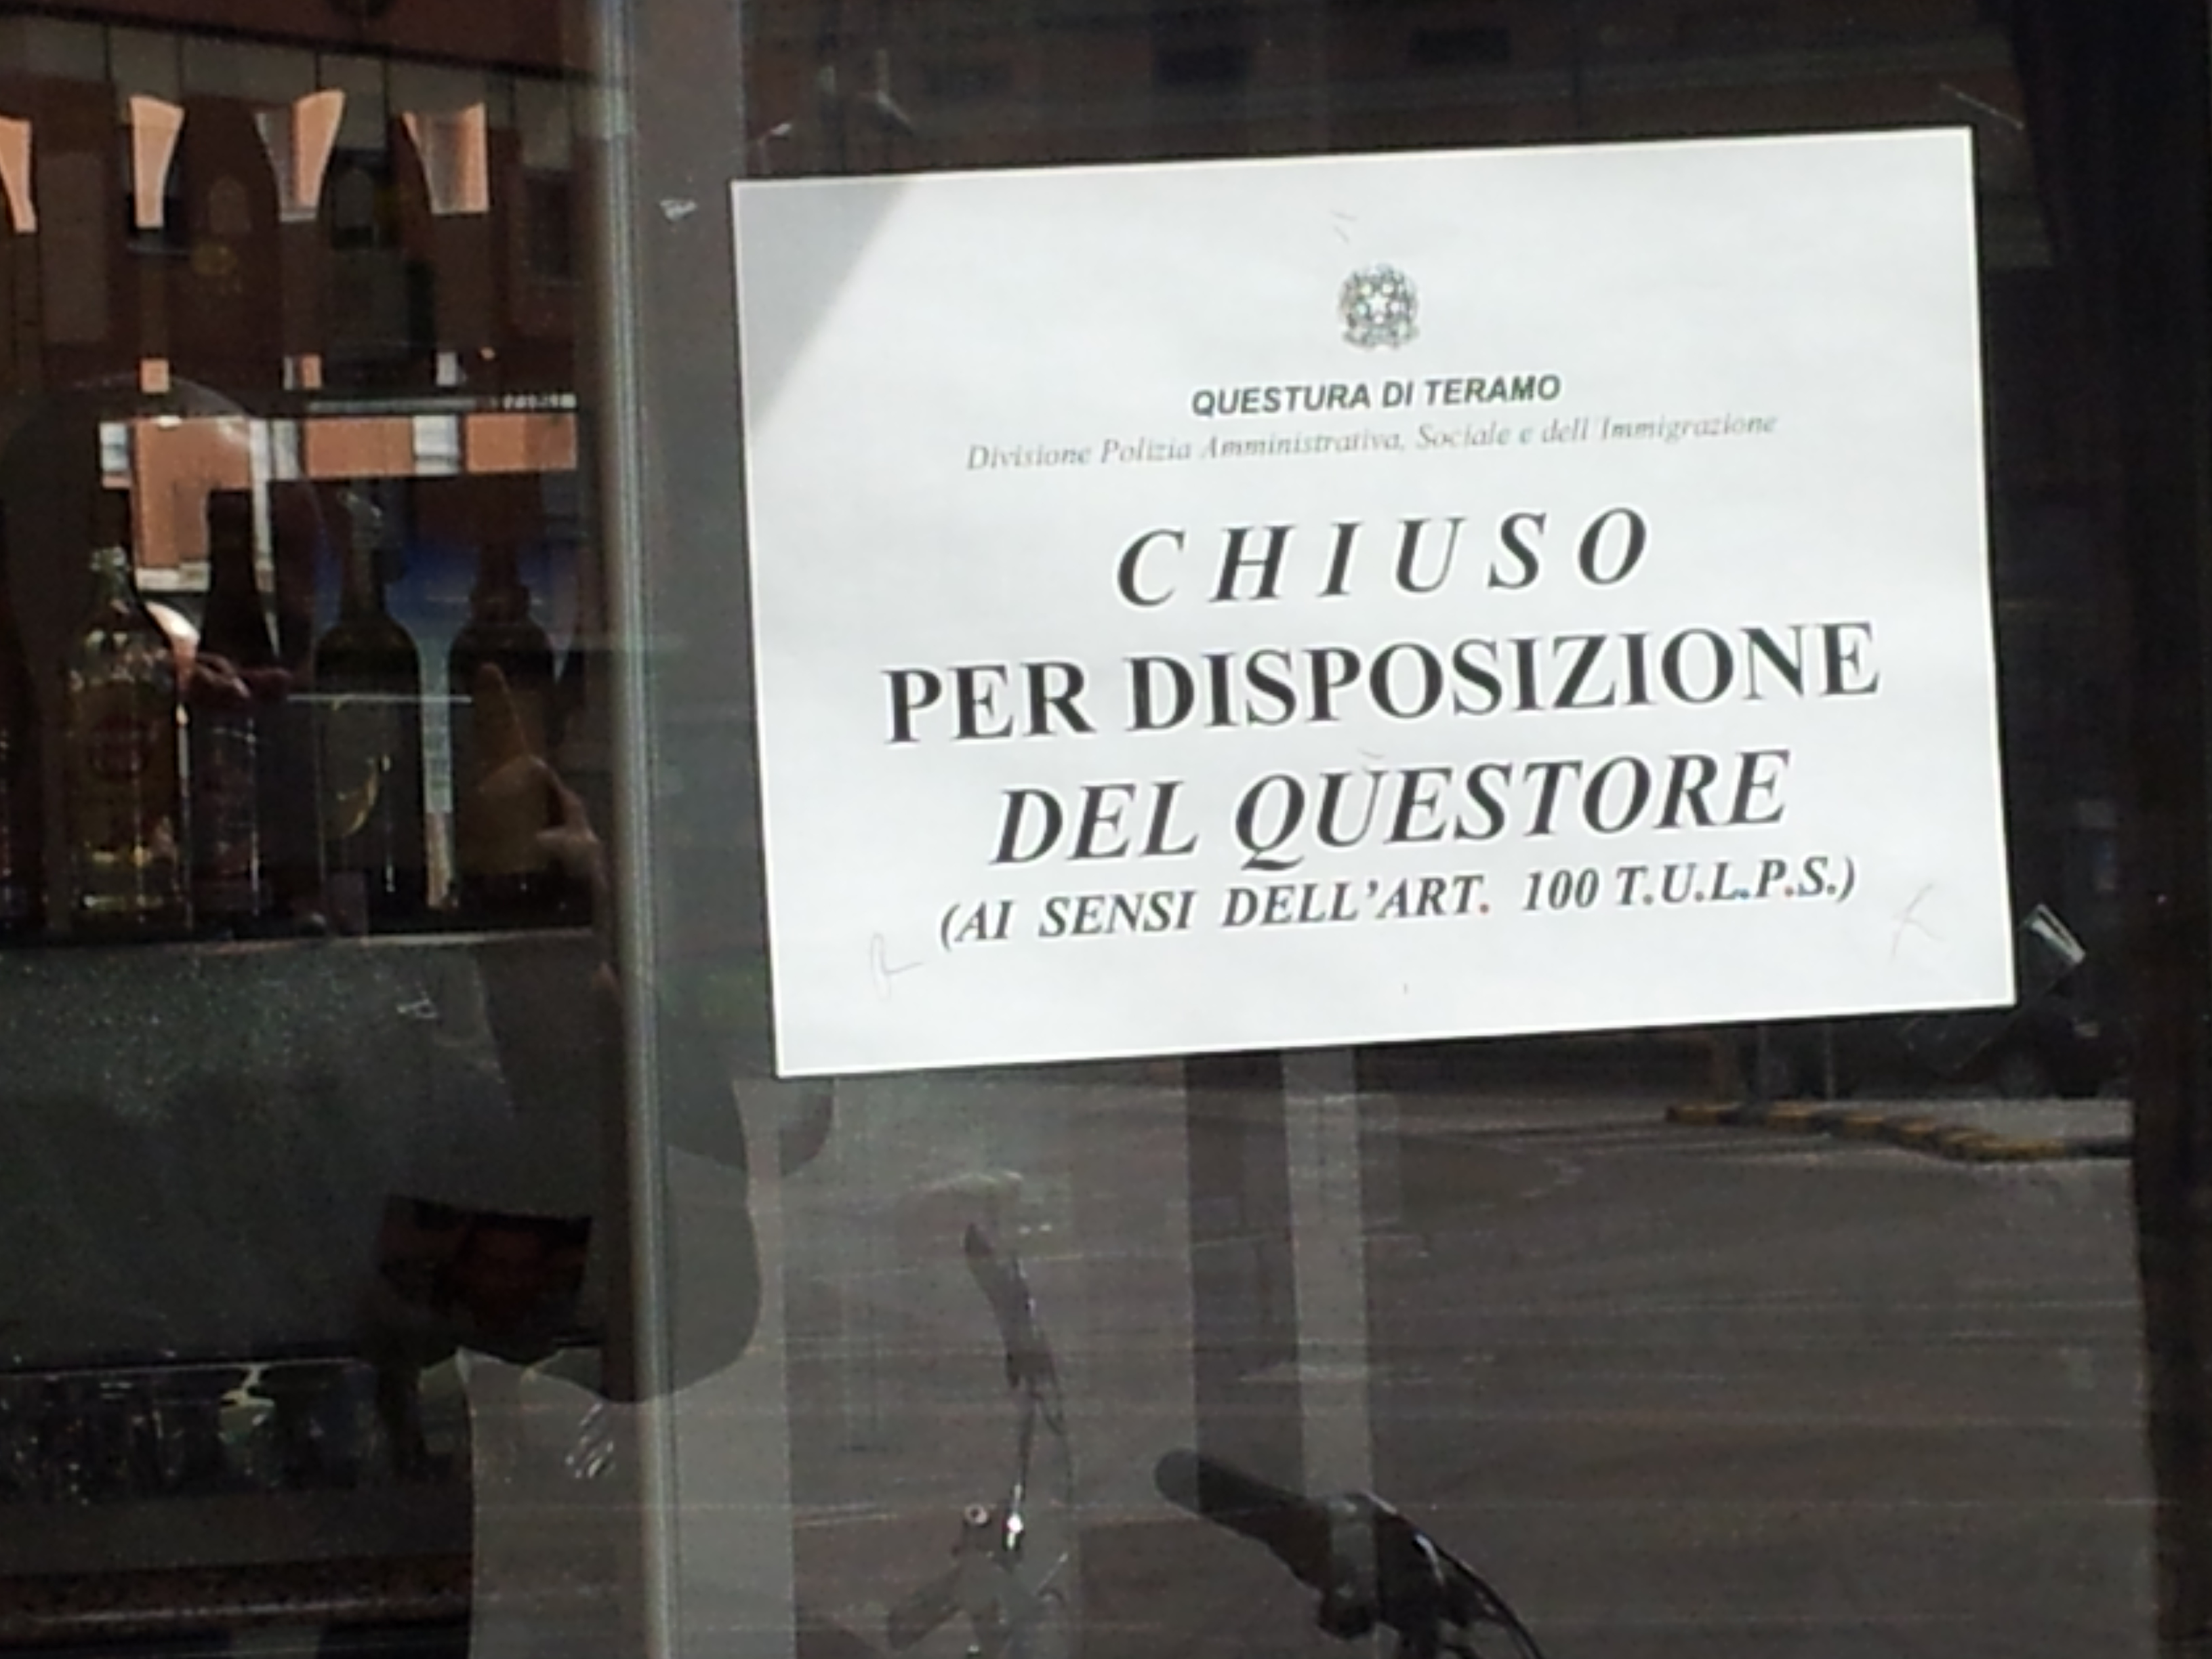 QUESTURA DI TERAMO
Divisione Polizia Amministrativa, Sociale e dell'Immigrazione
CHIUSO
PER DISPOSIZIONE
DEL QUESTORE
(AI SENSI DELL'ART. 100 T.U.L.P.S.)